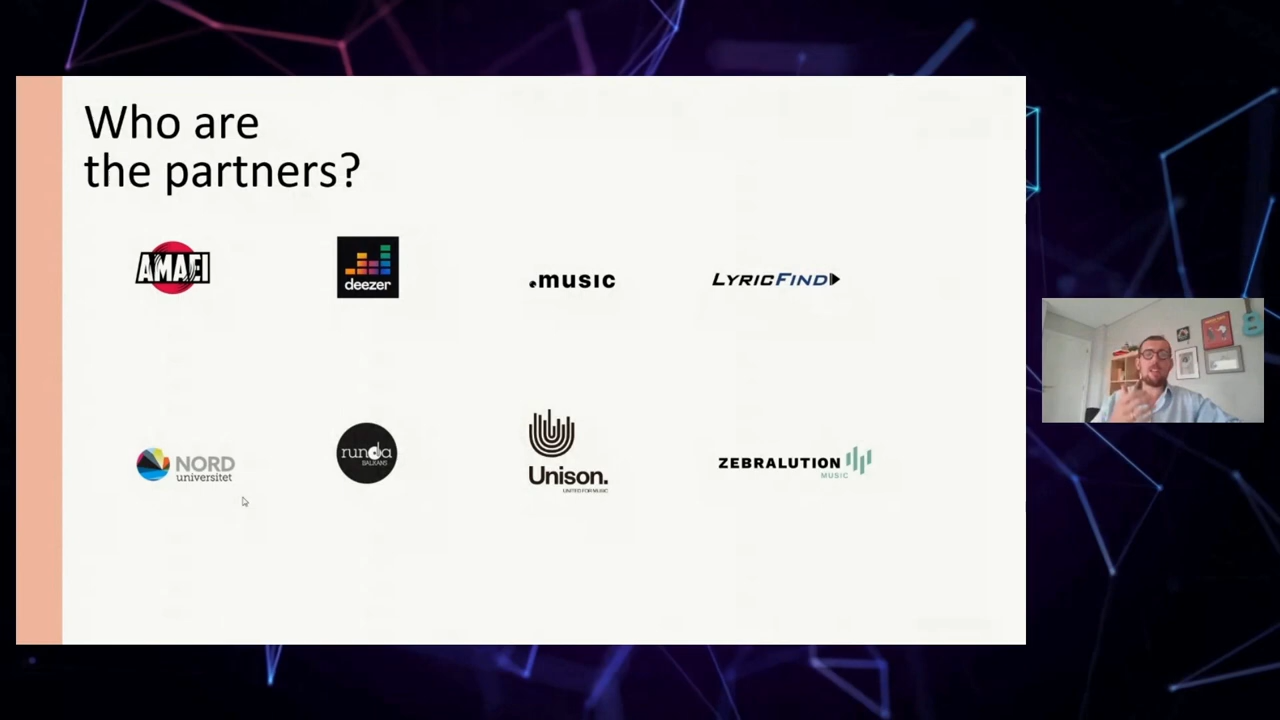 Who are
the partners?
AMAEI
deezer
.music
LYRICFIND
NORD
universitet
runda
BALKANS
Unison.
UNITED FOR MUSIC
ZEBRALUTION
MUSIC